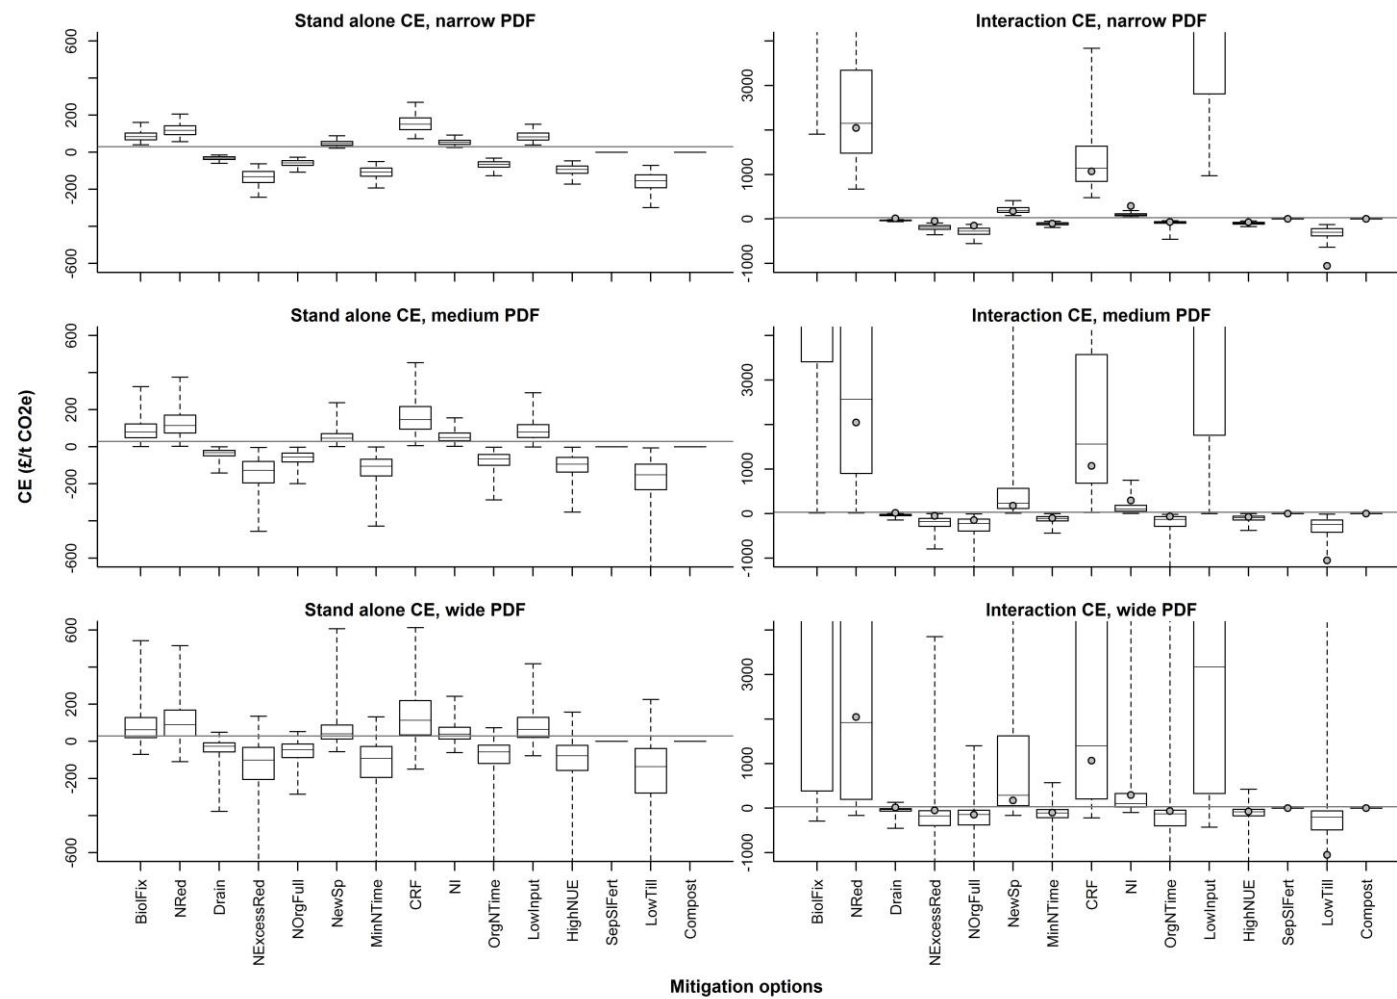 Stand alone CE, narrow PDF
Interaction CE, narrow PDF
600
200
0
-200
-600
3000
1000
0
-1000
Stand alone CE, medium PDF
Interaction CE, medium PDF
600
200
0
-200
-600
3000
1000
0
-1000
CE (£/t CO2e)
Stand alone CE, wide PDF
Interaction CE, wide PDF
600
200
0
-200
-600
3000
1000
0
-1000
BiolFix
NRed
Drain
NExcessRed
NOrgFull
NewSp
MinNTime
CRF
NI
OrgNTime
LowInput
HighNUE
SepSlFert
LowTill
Compost
BiolFix
NRed
Drain
NExcessRed
NOrgFull
NewSp
MinNTime
CRF
NI
OrgNTime
LowInput
HighNUE
SepSlFert
LowTill
Compost
Mitigation options